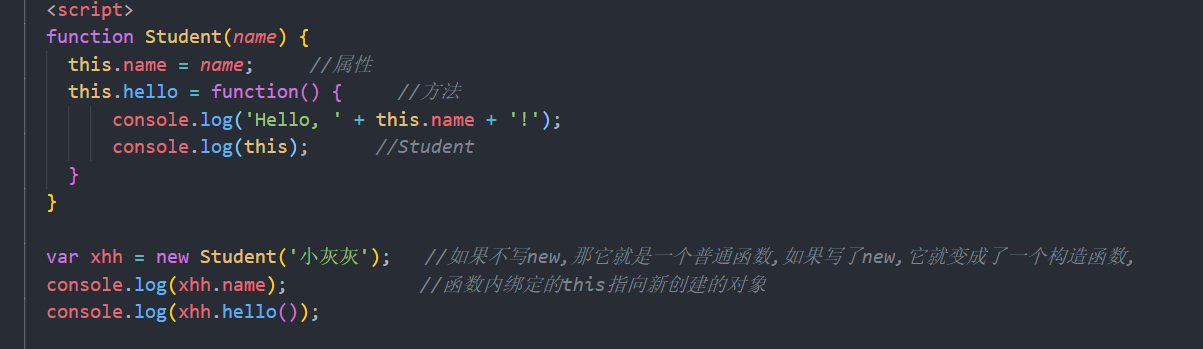 <script>
function Student(name) {
this.name = name; //属性
this.hello = function() { //方法
console.log('Hello, ' + this.name + '!');
console.log(this); //Student
}
}
var xhh = new Student('小灰灰'); //如果不写new,那它就是一个普通函数,如果写了new,它就变成了一个构造函数,
console.log(xhh.name); //函数内绑定的this指向新创建的对象
console.log(xhh.hello());